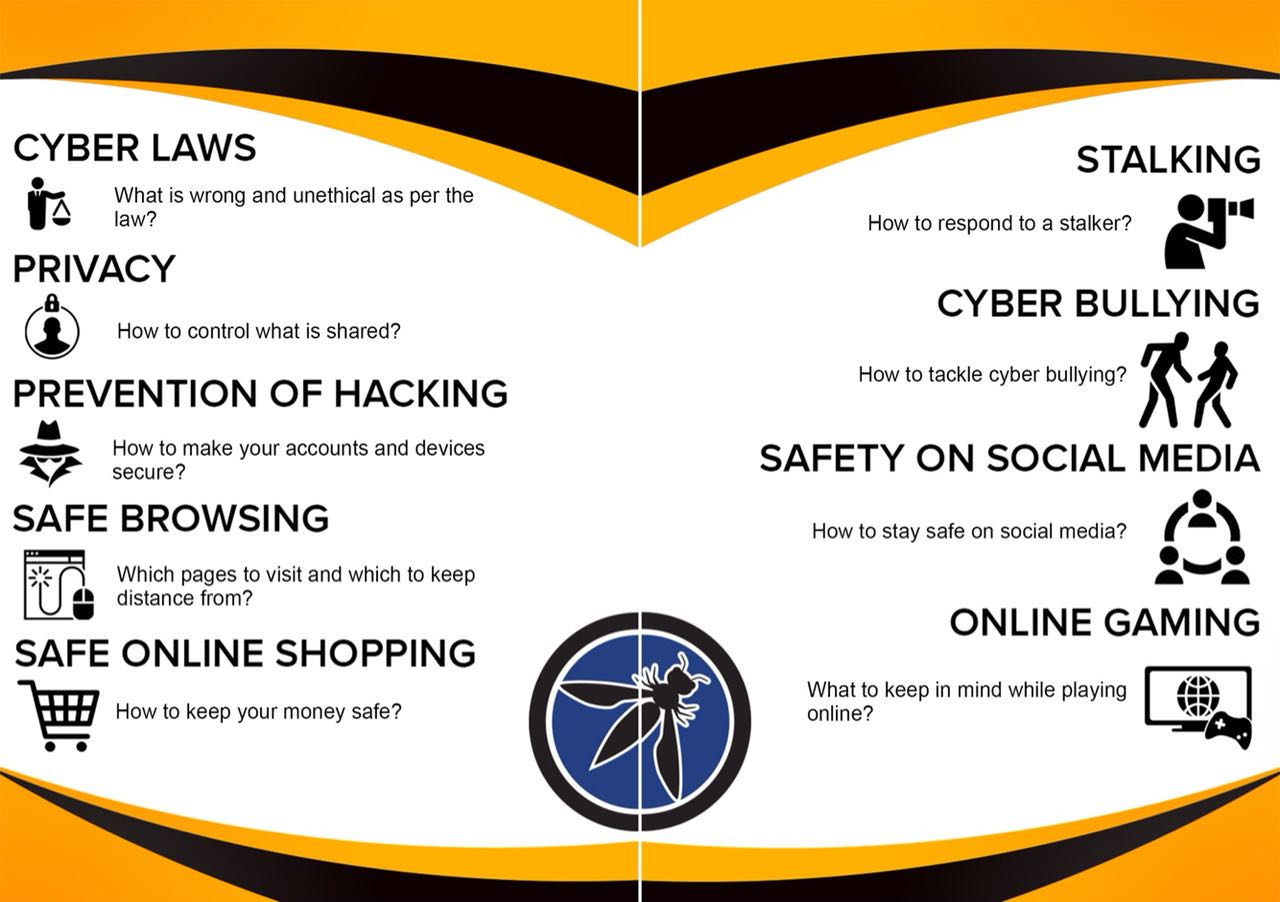 CYBER LAWS
What is wrong and unethical as per the
law?
PRIVACY
How to control what is shared?
PREVENTION OF HACKING
How to make your accounts and devices
secure?
SAFE BROWSING
Which pages to visit and which to keep
distance from?
SAFE ONLINE SHOPPING
How to keep your money safe?
STALKING
How to respond to a stalker?
CYBER BULLYING
How to tackle cyber bullying?
SAFETY ON SOCIAL MEDIA
How to stay safe on social media?
ONLINE GAMING
What to keep in mind while playing
online?